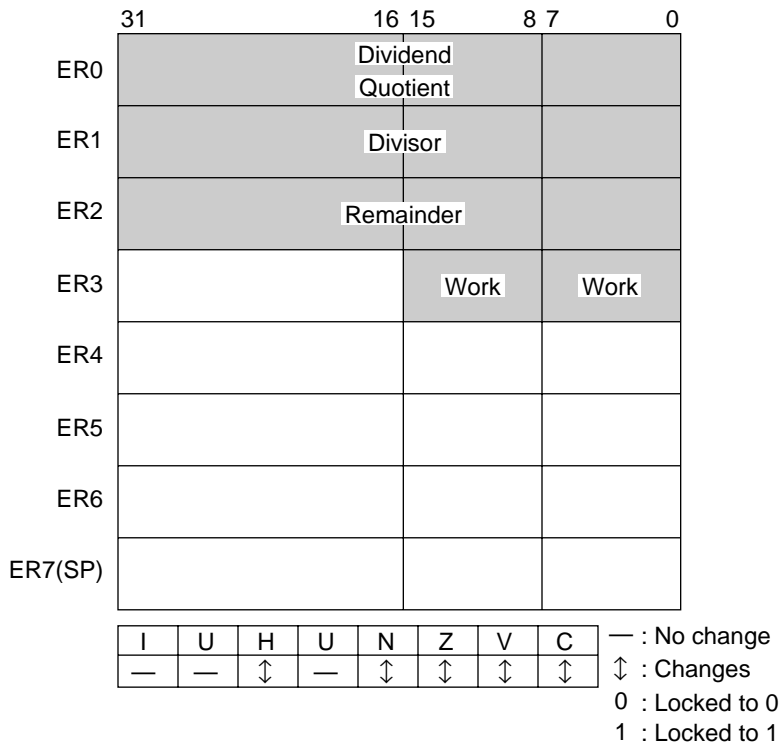 31 16 15 8 7 0
ER0 Dividend
Quotient
ER1 Divisor
ER2 Remainder
ER3 Work Work
ER4
ER5
ER6
ER7(SP)
I U H U N Z V C
— — ↕ — ↕ ↕ ↕ ↕
— : No change
↕ : Changes
0 : Locked to 0
1 : Locked to 1